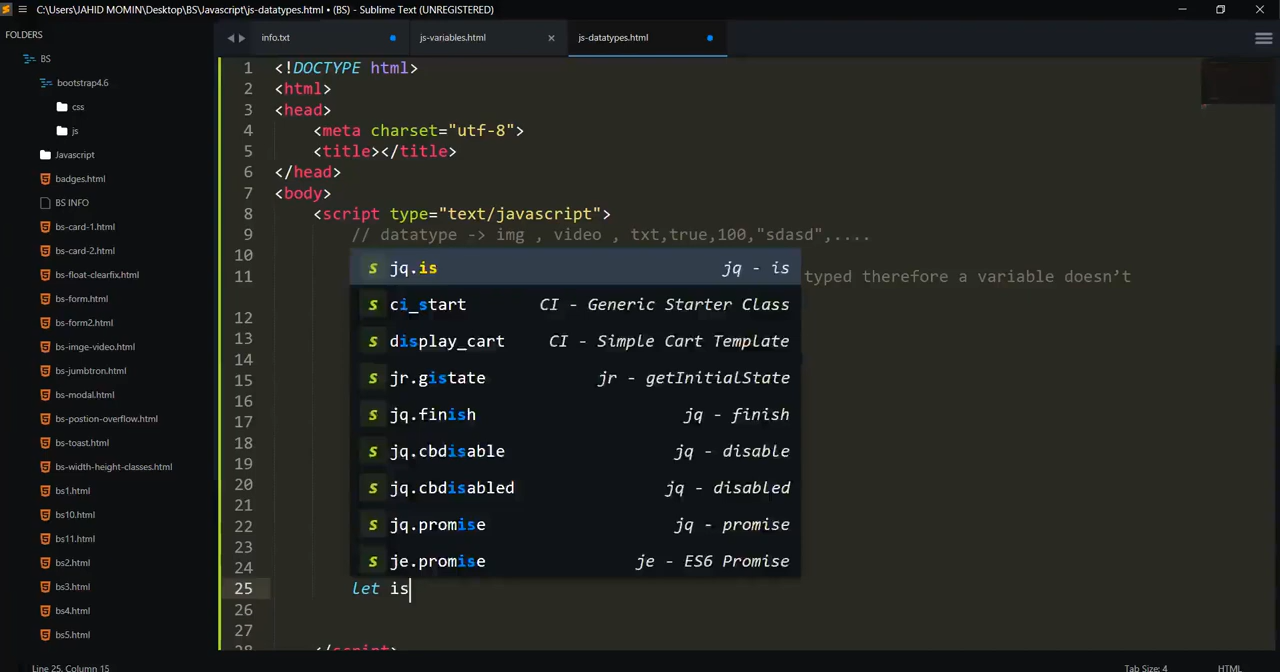 C:\Users\JAHID MOMIN\Desktop\BS\Javascript\js-datatypes.html • (BS) - Sublime Text (UNREGISTERED)
FOLDERS
BS
bootstrap4.6
css
js
Javascript
badges.html
BS INFO
bs-card-1.html
bs-card-2.html
bs-float-clearfix.html
bs-form.html
bs-form2.html
bs-imge-video.html
bs-jumbtron.html
bs-modal.html
bs-postion-overflow.html
bs-toast.html
bs-width-height-classes.html
bs1.html
bs10.html
bs11.html
bs2.html
bs3.html
bs4.html
bs5.html
info.txt
js-variables.html
js-datatypes.html
1 <!DOCTYPE html>
2 <html>
3 <head>
4 <meta charset="utf-8">
5 <title></title>
6 </head>
7 <body>
8 <script type="text/javascript">
9 // datatype -> img , video , txt,true,100,"sdasd",....
10
11 typed therefore a variable doesn’t
12
13
14
15
16
17
18
19
20
21
22
23
24
jq.is jq - is
ci_start CI - Generic Starter Class
display_cart CI - Simple Cart Template
jr.gistate jr - getInitialState
jq.finish jq - finish
jq.cbdisable jq - disable
jq.cbdisabled jq - disabled
jq.promise jq - promise
je.promise je - ES6 Promise
25 let is
26
27
28 </script>
Line 25, Column 15
Tab Size: 4
HTML